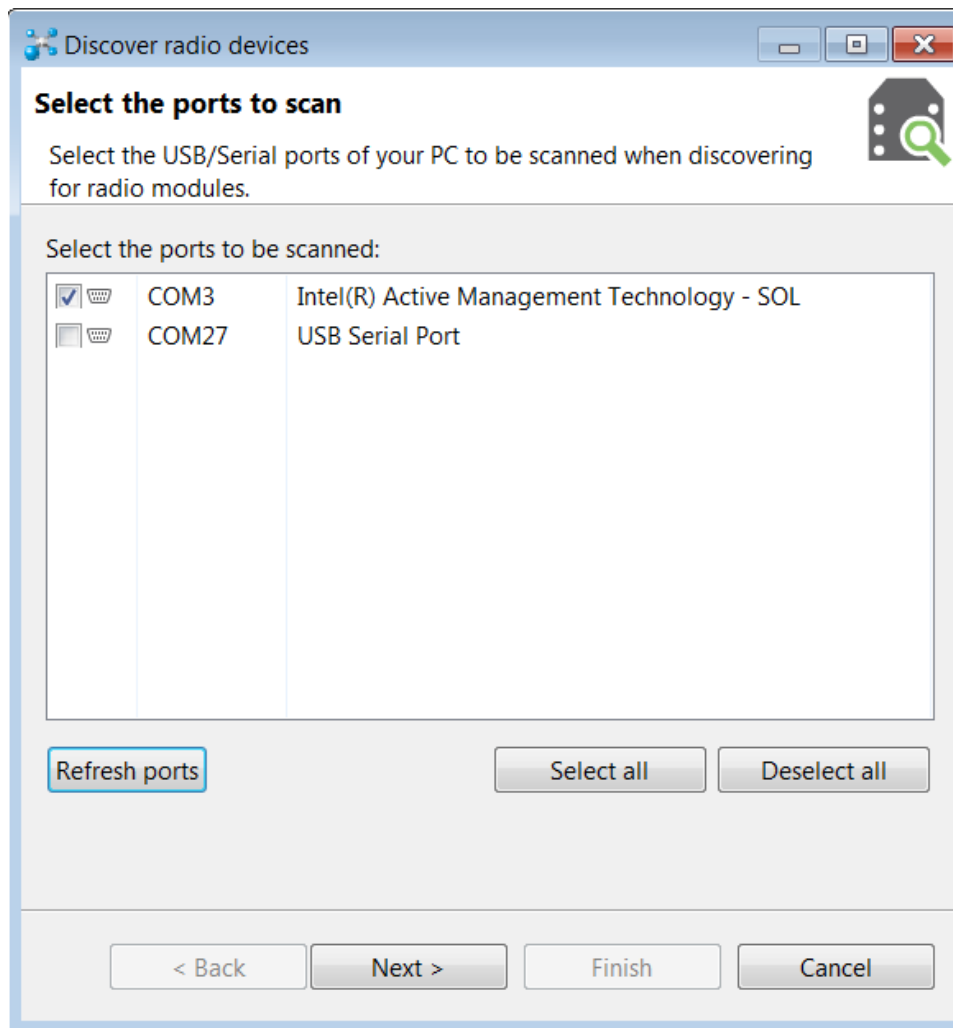 Discover radio devices
Select the ports to scan
Select the USB/Serial ports of your PC to be scanned when discovering
for radio modules.
Select the ports to be scanned:
COM3 Intel(R) Active Management Technology - SOL
COM27 USB Serial Port
Refresh ports Select all Deselect all
< Back Next > Finish Cancel